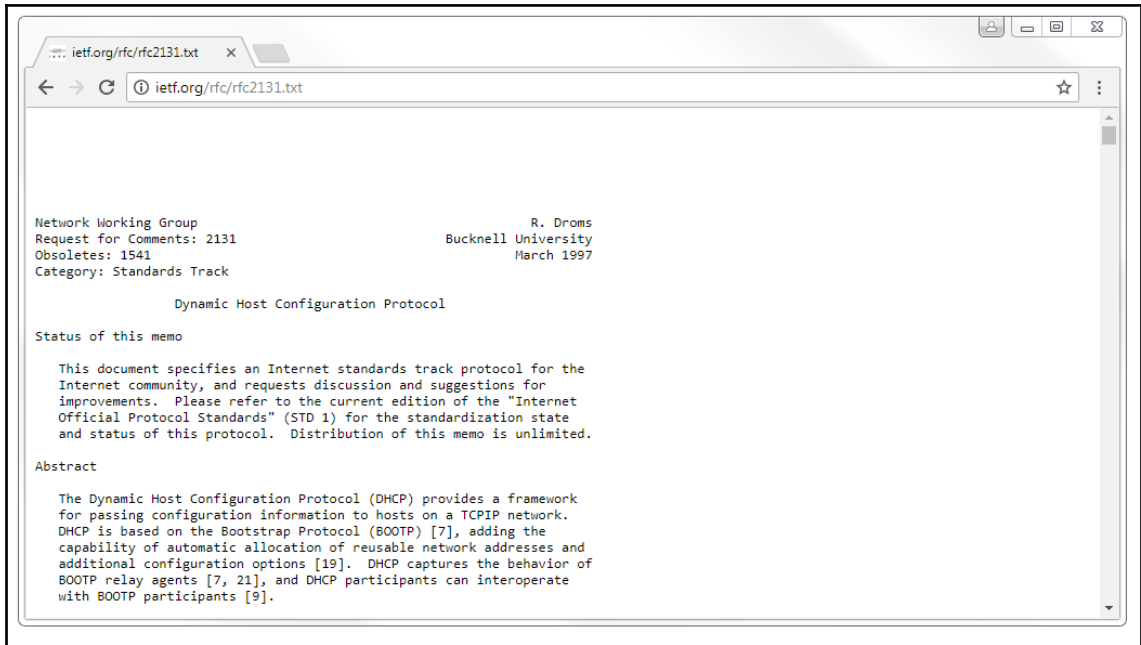 ietf.org/rfc/rfc2131.txt
ietf.org/rfc/rfc2131.txt
Network Working Group R. Droms
Request for Comments: 2131 Bucknell University
Obsoletes: 1541 March 1997
Category: Standards Track
Dynamic Host Configuration Protocol
Status of this memo
This document specifies an Internet standards track protocol for the
Internet community, and requests discussion and suggestions for
improvements. Please refer to the current edition of the "Internet
Official Protocol Standards" (STD 1) for the standardization state
and status of this protocol. Distribution of this memo is unlimited.
Abstract
The Dynamic Host Configuration Protocol (DHCP) provides a framework
for passing configuration information to hosts on a TCPIP network.
DHCP is based on the Bootstrap Protocol (BOOTP) [7], adding the
capability of automatic allocation of reusable network addresses and
additional configuration options [19]. DHCP captures the behavior of
BOOTP relay agents [7, 21], and DHCP participants can interoperate
with BOOTP participants [9].